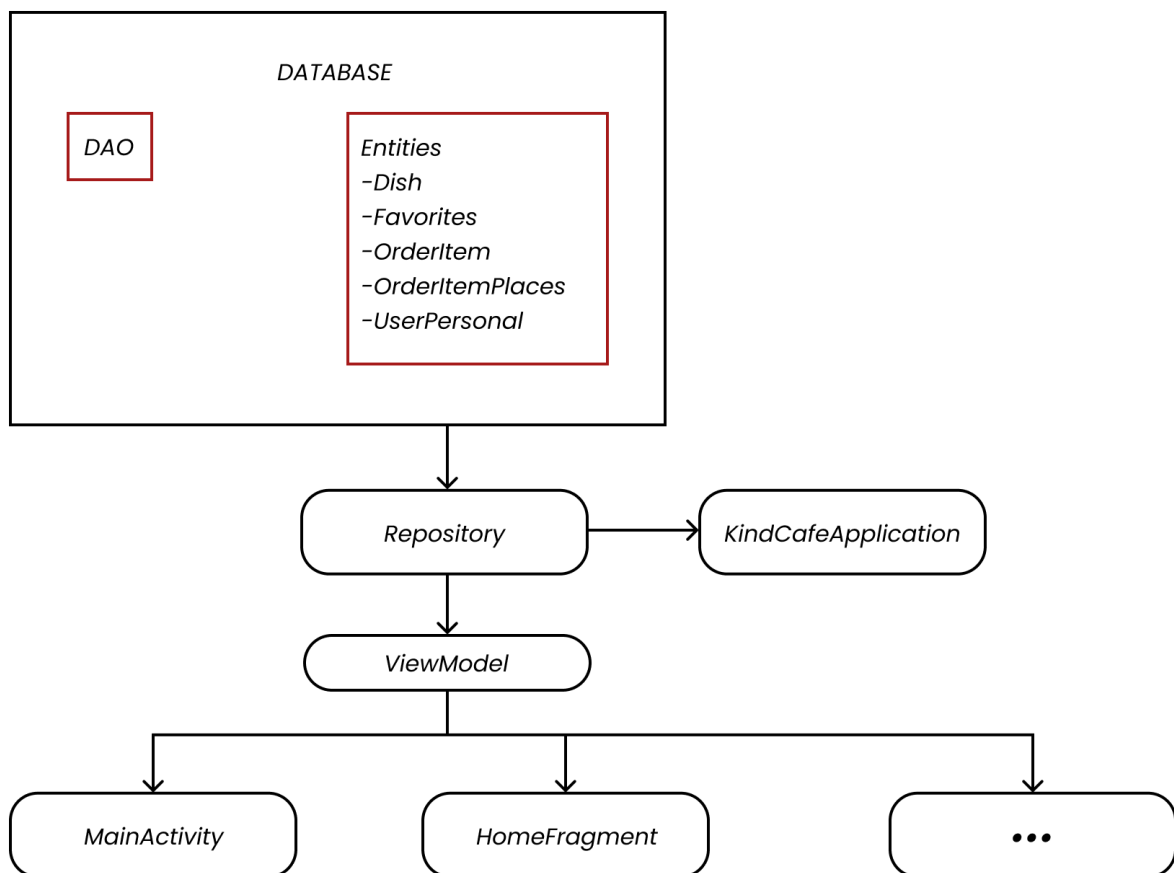 DATABASE
DAO
Entities
-Dish
-Favorites
-OrderItem
-OrderItemPlaces
-UserPersonal
Repository
KindCafeApplication
ViewModel
MainActivity
HomeFragment
•••